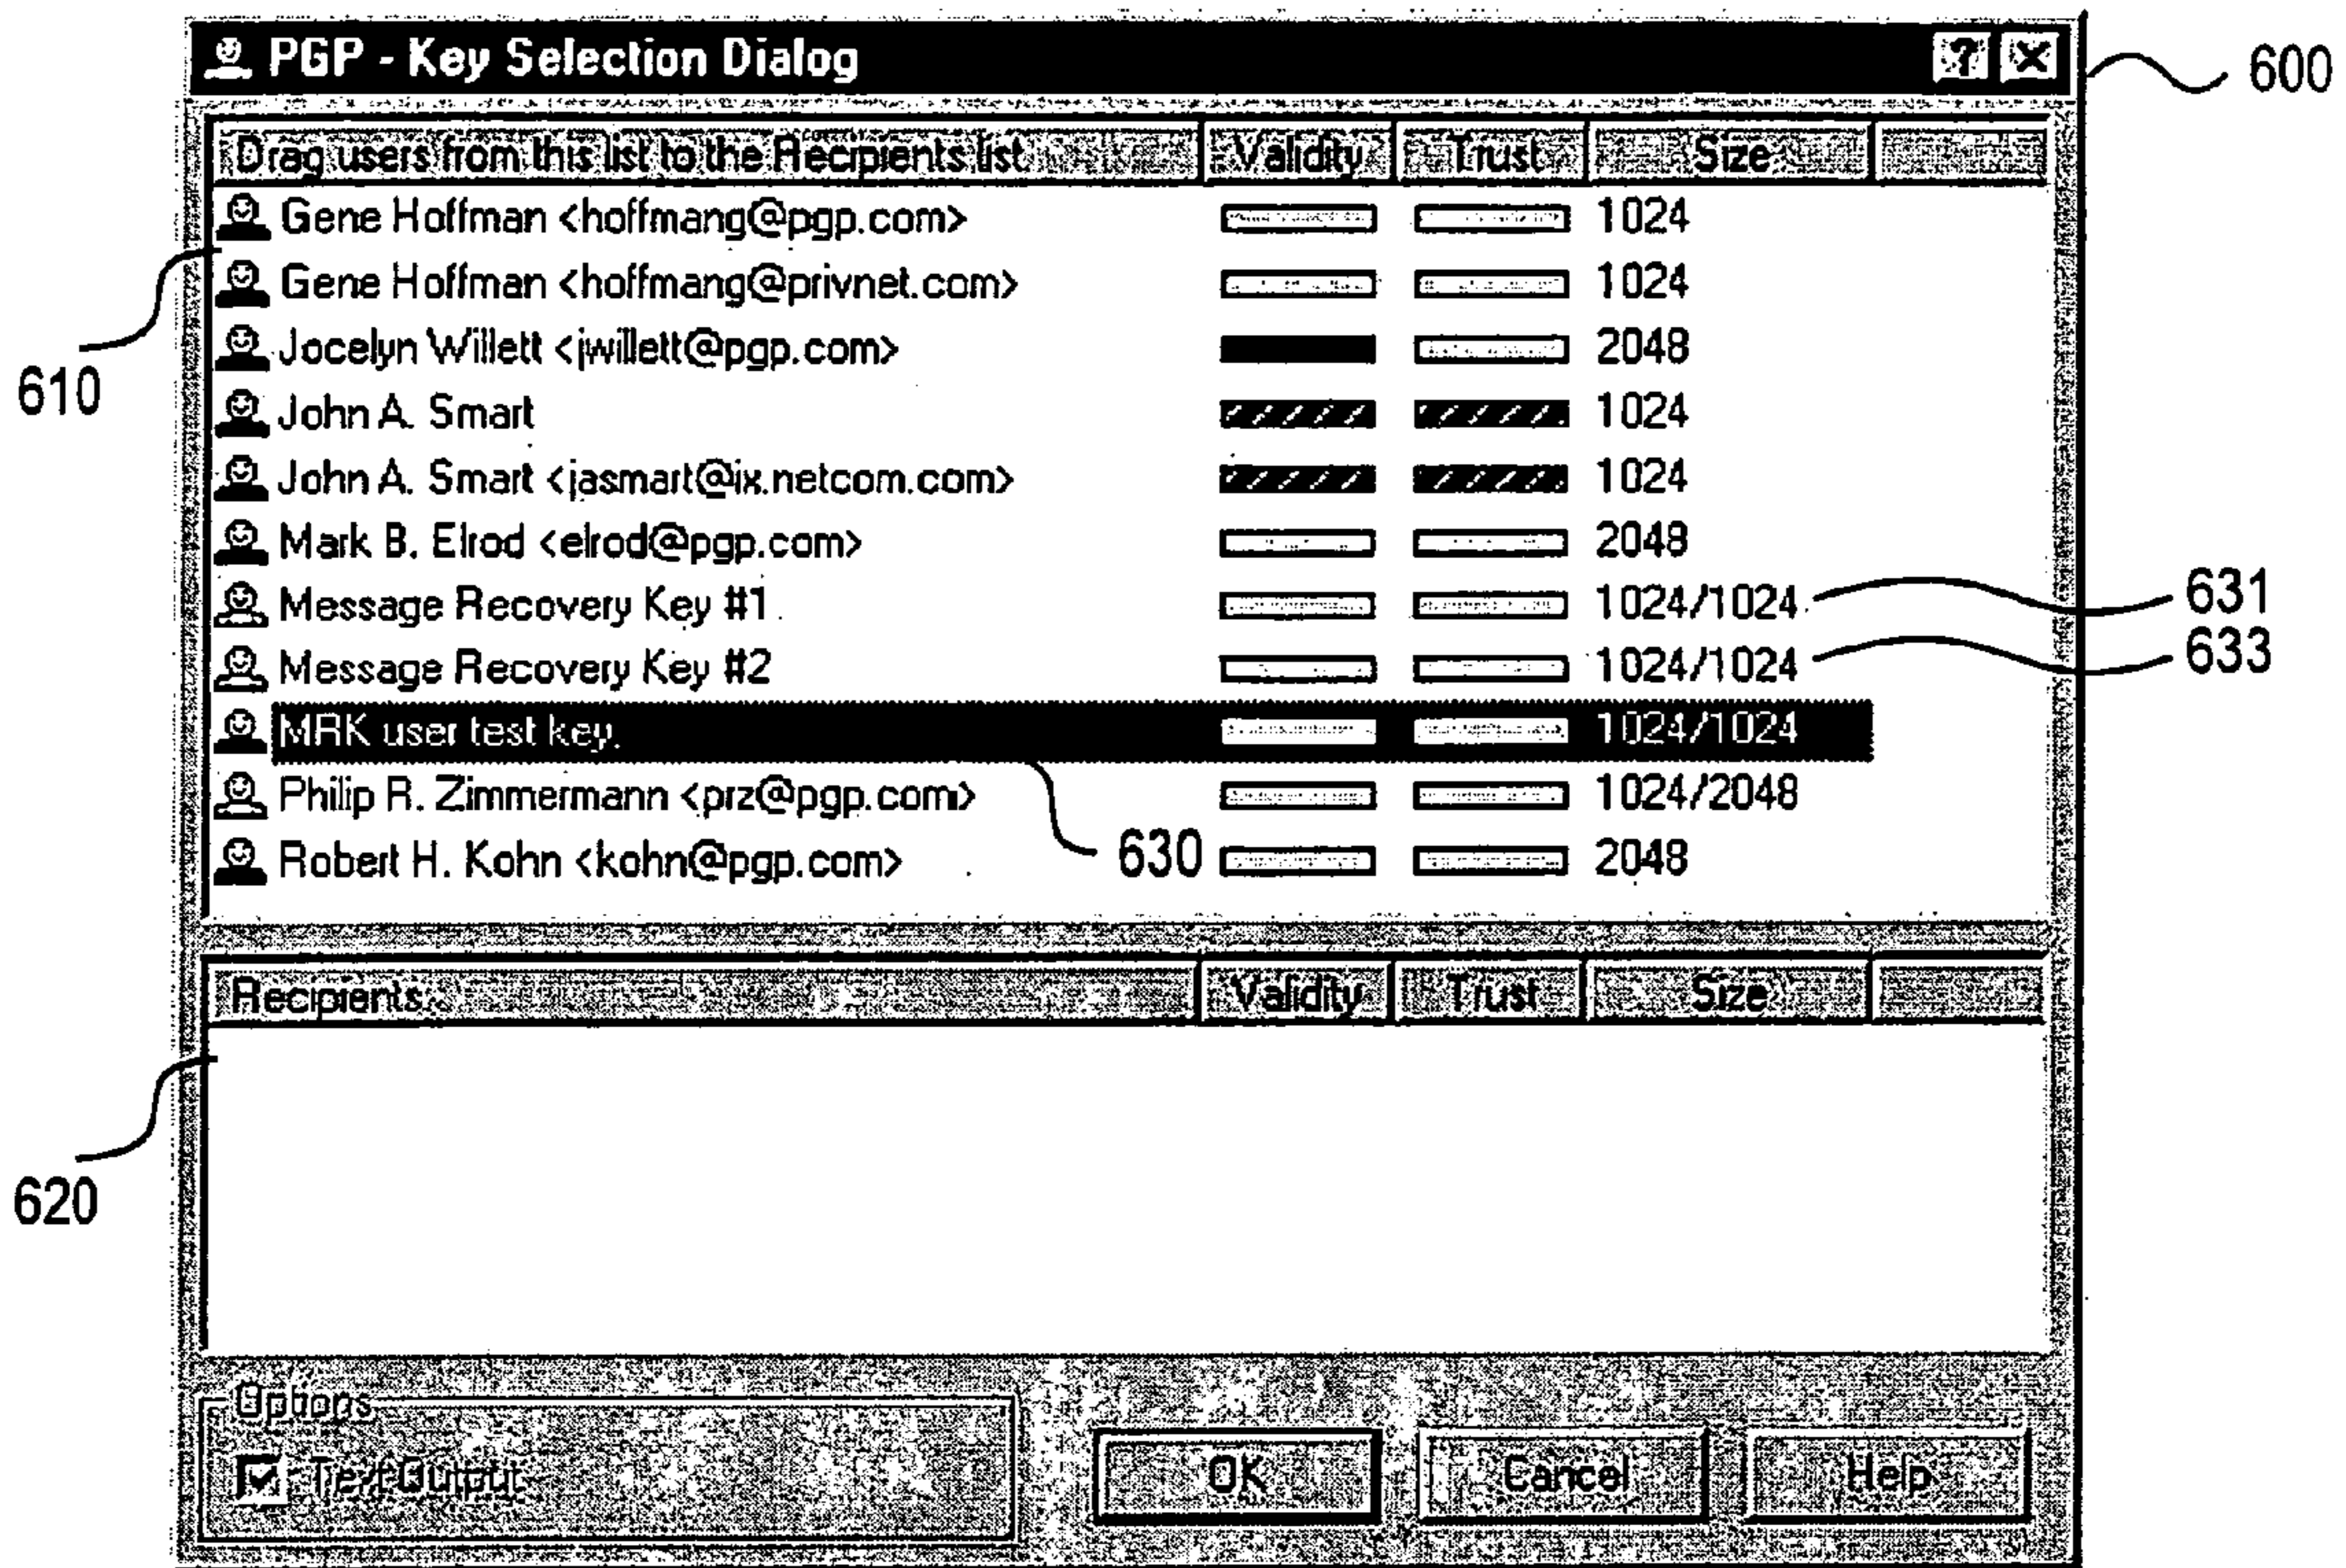 PGP - Key Selection Dialog ? X
600
Drag users from this list to the Recipients list Validity Trust Size
Gene Hoffman <hoffmang@pgp.com> 1024
Gene Hoffman <hoffmang@privnet.com> 1024
Jocelyn Willett <jwillett@pgp.com> 2048
610
John A. Smart 1024
John A. Smart <jasmart@ix.netcom.com> 1024
Mark B. Elrod <elrod@pgp.com> 2048
Message Recovery Key #1 1024/1024 631
Message Recovery Key #2 1024/1024 633
MRK user test key. 1024/1024
Philip R. Zimmermann <prz@pgp.com> 1024/2048
Robert H. Kohn <kohn@pgp.com> 630 2048
Recipients Validity Trust Size
620
Options
Text Output OK Cancel Help